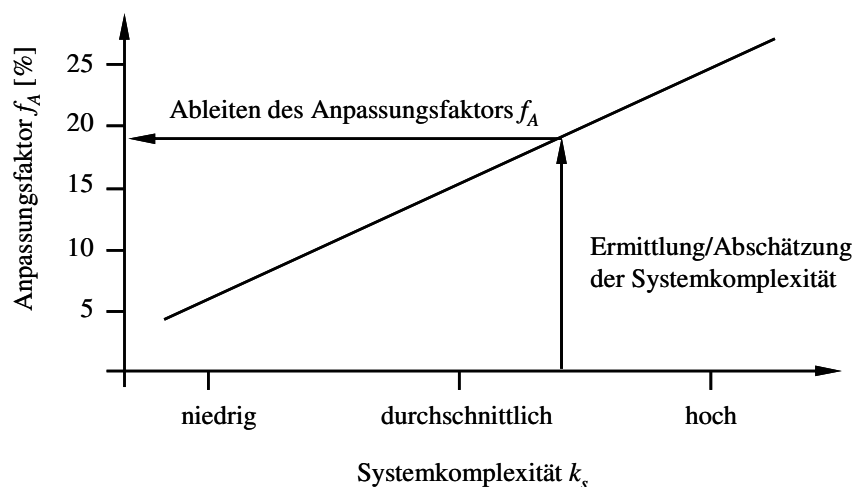 Anpassungsfaktor f_A [%]
25
20
15
10
5
Ableiten des Anpassungsfaktors f_A
Ermittlung/Abschätzung
der Systemkomplexität
niedrig
durchschnittlich
hoch
Systemkomplexität k_s